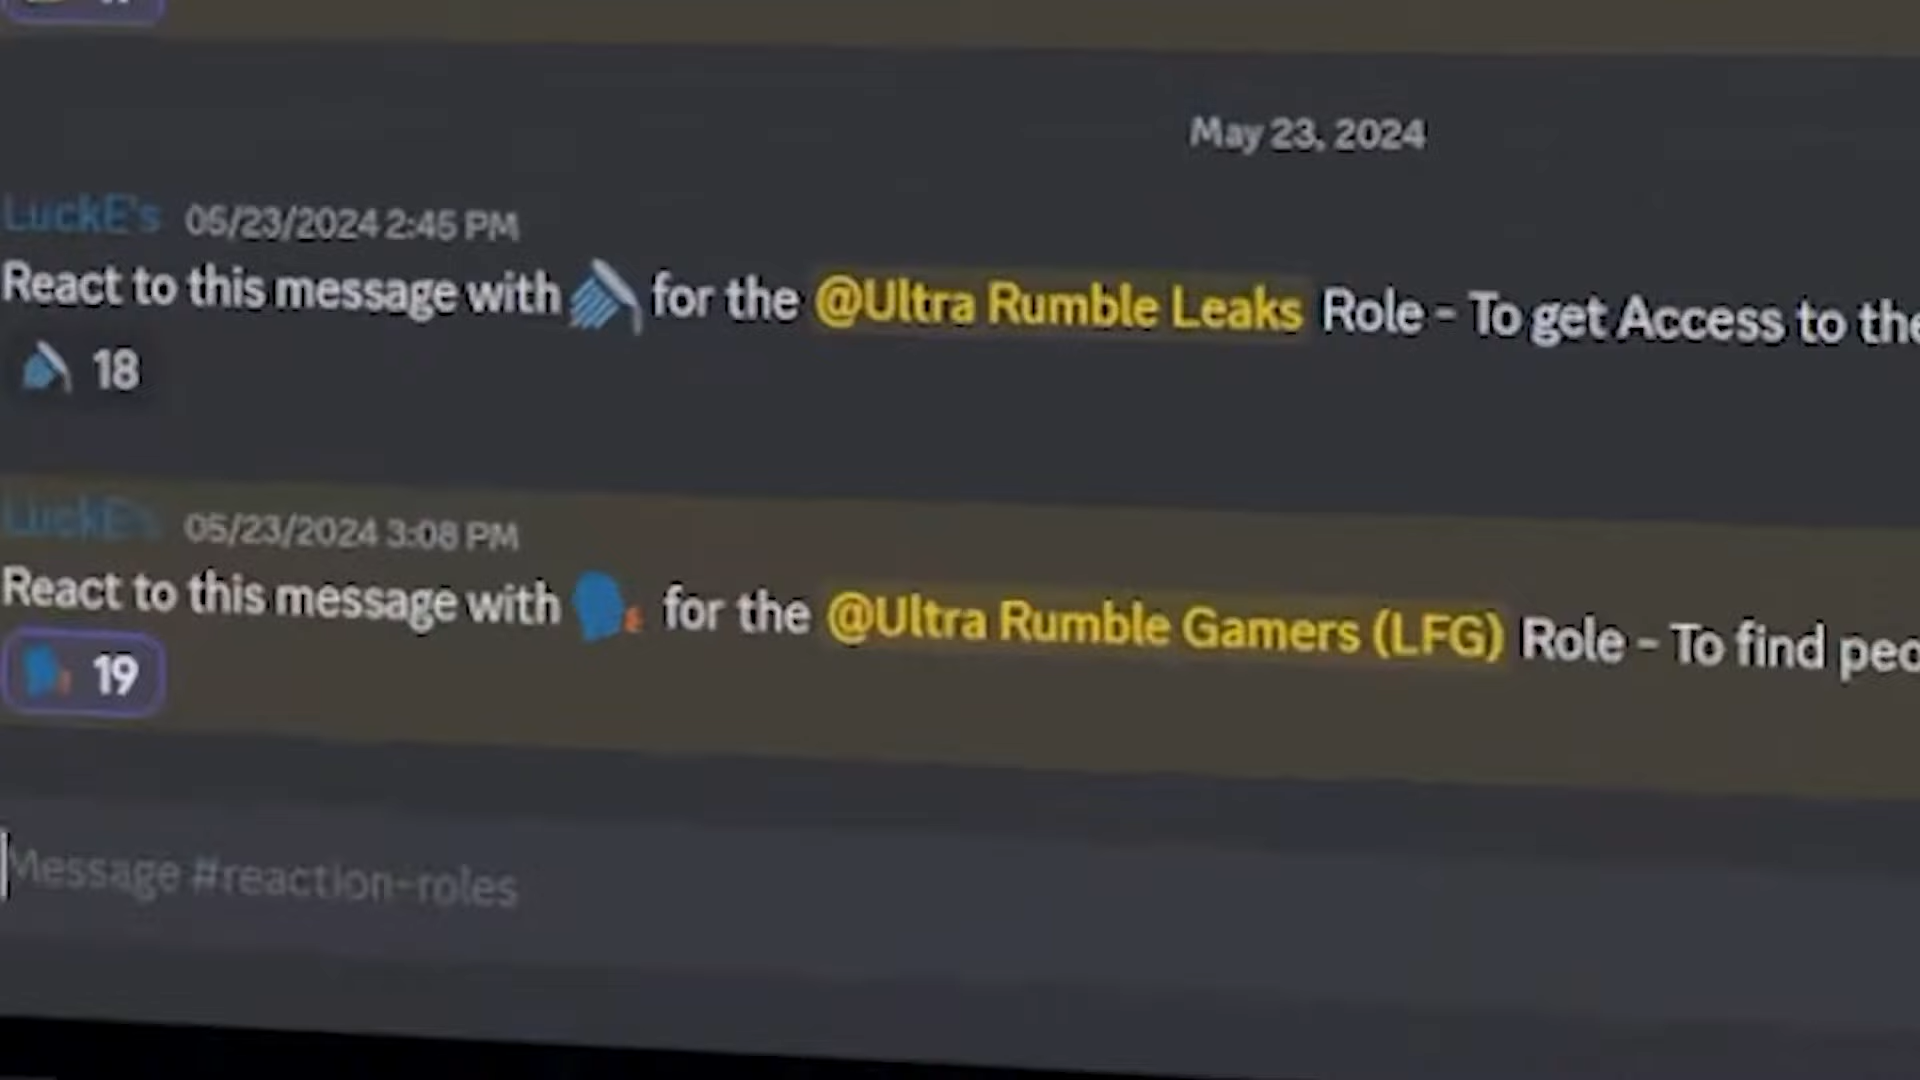 May 23, 2024
LuckE's 05/23/2024 2:45 PM
React to this message with for the @Ultra Rumble Leaks Role - To get Access to the
18
LuckE's 05/23/2024 3:08 PM
React to this message with for the @Ultra Rumble Gamers (LFG) Role - To find peo
19
Message #reaction-roles